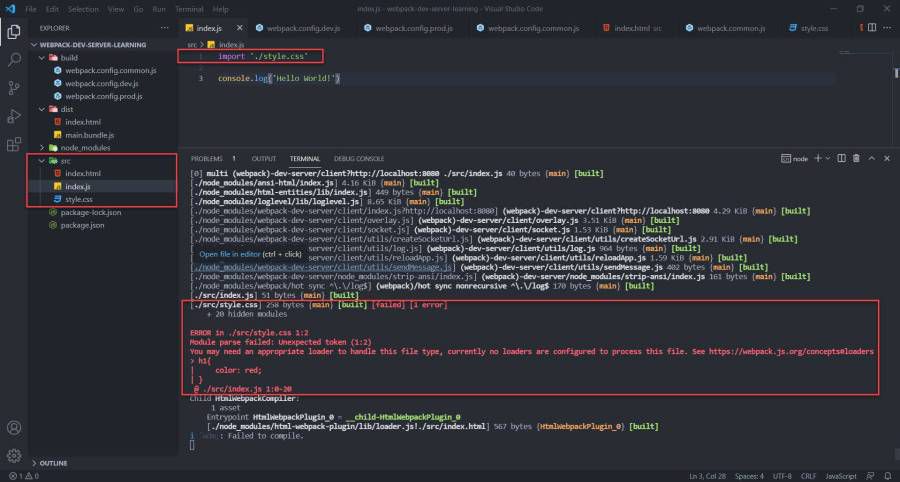 File Edit Selection View Go Run Terminal Help
index.js - webpack-dev-server-learning - Visual Studio Code
EXPLORER
index.js webpack.config.dev.js webpack.config.prod.js webpack.common.js index.html src style.css
WEBPACK-DEV-SERVER-LEARNING
build
webpack.config.common.js
webpack.config.dev.js
webpack.config.prod.js
dist
index.html
main.bundle.js
node_modules
src
index.html
index.js
style.css
package-lock.json
package.json
OUTLINE
src > index.js
1 import './style.css'
2
3 console.log('Hello World!')
PROBLEMS 1 OUTPUT TERMINAL DEBUG CONSOLE
node
[0] multi (webpack)-dev-server/client?http://localhost:8080 ./src/index.js 40 bytes {main} [built]
[./node_modules/ansi-html/index.js] 4.16 KiB {main} [built]
[./node_modules/html-entities/lib/index.js] 449 bytes {main} [built]
[./node_modules/loglevel/lib/loglevel.js] 8.65 KiB {main} [built]
[./node_modules/webpack-dev-server/client/index.js?http://localhost:8080] (webpack)-dev-server/client?http://localhost:8080 4.29 KiB {main} [built]
[./node_modules/webpack-dev-server/client/overlay.js] (webpack)-dev-server/client/overlay.js 3.51 KiB {main} [built]
[./node_modules/webpack-dev-server/client/socket.js] (webpack)-dev-server/client/socket.js 1.53 KiB {main} [built]
[./node_modules/webpack-dev-server/client/utils/createSocketUrl.js] (webpack)-dev-server/client/utils/createSocketUrl.js 2.91 KiB {main} [built]
server/client/utils/log.js] (webpack)-dev-server/client/utils/log.js 964 bytes {main} [built]
Open file in editor (ctrl + click)
server/client/utils/reloadApp.js] (webpack)-dev-server/client/utils/reloadApp.js 1.59 KiB {main} [built]
[./node_modules/webpack-dev-server/client/utils/sendMessage.js] (webpack)-dev-server/client/utils/sendMessage.js 402 bytes {main} [built]
[./node_modules/webpack-dev-server/node_modules/strip-ansi/index.js] (webpack)-dev-server/node_modules/strip-ansi/index.js 161 bytes {main} [built]
[./node_modules/webpack/hot sync ^\.\/log$] (webpack)/hot sync nonrecursive ^\.\/log$ 170 bytes {main} [built]
[./src/index.js] 51 bytes {main} [built]
[./src/style.css] 258 bytes {main} [built] [failed] [1 error]
+ 20 hidden modules
ERROR in ./src/style.css 1:2
Module parse failed: Unexpected token (1:2)
You may need an appropriate loader to handle this file type, currently no loaders are configured to process this file. See https://webpack.js.org/concepts#loaders
> h1{
| color: red;
| }
@ ./src/index.js 1:0-20
Child HtmlWebpackCompiler:
1 asset
Entrypoint HtmlWebpackPlugin_0 = __child-HtmlWebpackPlugin_0
[./node_modules/html-webpack-plugin/lib/loader.js!./src/index.html] 567 bytes {HtmlWebpackPlugin_0} [built]
: Failed to compile.
1 0
Ln 3, Col 28 Spaces: 4 UTF-8 CRLF JavaScript